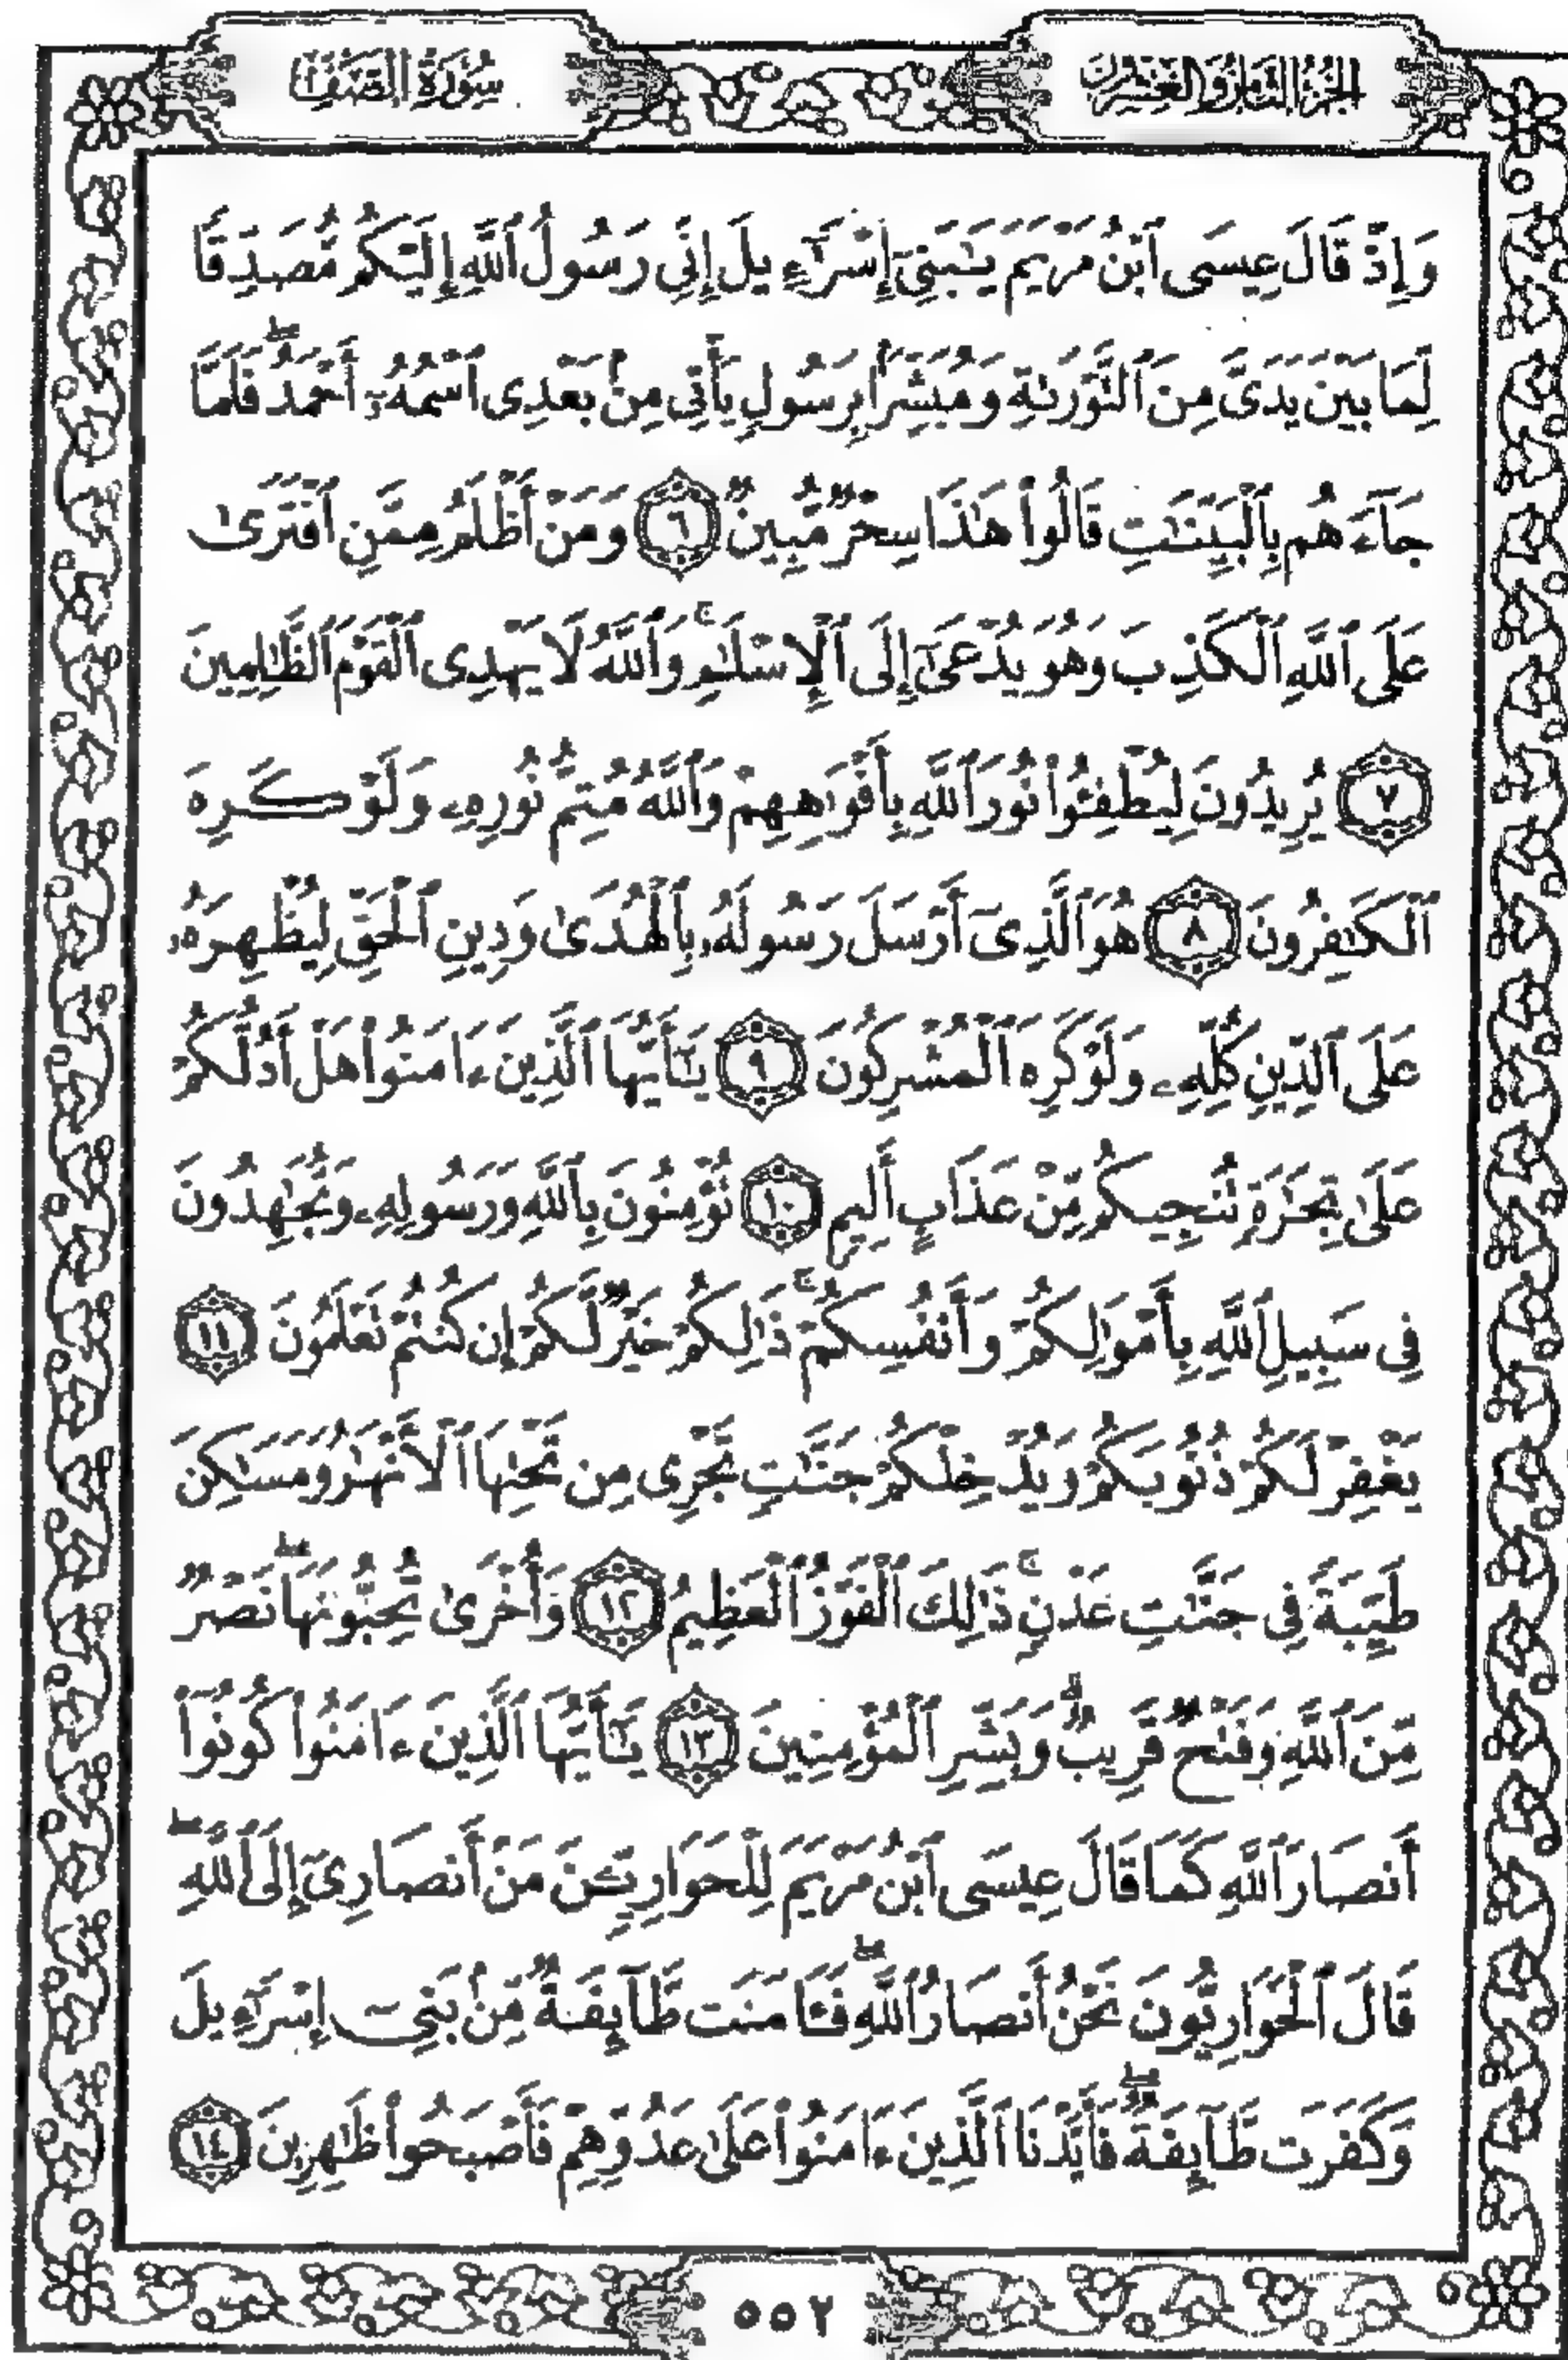 الجزء الثامن والعشرون
سورة الصف
وَإِذْ قَالَ عِيسَى ٱبْنُ مَرْيَمَ يَـٰبَنِىٓ إِسْرَٰٓءِيلَ إِنِّى رَسُولُ ٱللَّهِ إِلَيْكُم مُّصَدِّقًا
لِّمَا بَيْنَ يَدَىَّ مِنَ ٱلتَّوْرَىٰةِ وَمُبَشِّرًۢا بِرَسُولٍ يَأْتِى مِنۢ بَعْدِى ٱسْمُهُۥٓ أَحْمَدُ ۖ فَلَمَّا
جَآءَهُم بِٱلْبَيِّنَـٰتِ قَالُوا۟ هَـٰذَا سِحْرٌ مُّبِينٌ ٦ وَمَنْ أَظْلَمُ مِمَّنِ ٱفْتَرَىٰ
عَلَى ٱللَّهِ ٱلْكَذِبَ وَهُوَ يُدْعَىٰٓ إِلَى ٱلْإِسْلَـٰمِ ۚ وَٱللَّهُ لَا يَهْدِى ٱلْقَوْمَ ٱلظَّـٰلِمِينَ
٧ يُرِيدُونَ لِيُطْفِـُٔوا۟ نُورَ ٱللَّهِ بِأَفْوَٰهِهِمْ وَٱللَّهُ مُتِمُّ نُورِهِۦ وَلَوْ كَرِهَ
ٱلْكَـٰفِرُونَ ٨ هُوَ ٱلَّذِىٓ أَرْسَلَ رَسُولَهُۥ بِٱلْهُدَىٰ وَدِينِ ٱلْحَقِّ لِيُظْهِرَهُۥ
عَلَى ٱلدِّينِ كُلِّهِۦ وَلَوْ كَرِهَ ٱلْمُشْرِكُونَ ٩ يَـٰٓأَيُّهَا ٱلَّذِينَ ءَامَنُوا۟ هَلْ أَدُلُّكُمْ
عَلَىٰ تِجَـٰرَةٍ تُنجِيكُم مِّنْ عَذَابٍ أَلِيمٍ ١٠ تُؤْمِنُونَ بِٱللَّهِ وَرَسُولِهِۦ وَتُجَـٰهِدُونَ
فِى سَبِيلِ ٱللَّهِ بِأَمْوَٰلِكُمْ وَأَنفُسِكُمْ ۚ ذَٰلِكُمْ خَيْرٌ لَّكُمْ إِن كُنتُمْ تَعْلَمُونَ ١١
يَغْفِرْ لَكُمْ ذُنُوبَكُمْ وَيُدْخِلْكُمْ جَنَّـٰتٍ تَجْرِى مِن تَحْتِهَا ٱلْأَنْهَـٰرُ وَمَسَـٰكِنَ
طَيِّبَةً فِى جَنَّـٰتِ عَدْنٍ ۚ ذَٰلِكَ ٱلْفَوْزُ ٱلْعَظِيمُ ١٢ وَأُخْرَىٰ تُحِبُّونَهَا ۖ نَصْرٌ
مِّنَ ٱللَّهِ وَفَتْحٌ قَرِيبٌ ۗ وَبَشِّرِ ٱلْمُؤْمِنِينَ ١٣ يَـٰٓأَيُّهَا ٱلَّذِينَ ءَامَنُوا۟ كُونُوٓا۟
أَنصَارَ ٱللَّهِ كَمَا قَالَ عِيسَى ٱبْنُ مَرْيَمَ لِلْحَوَارِيِّـۧنَ مَنْ أَنصَارِىٓ إِلَى ٱللَّهِ ۖ
قَالَ ٱلْحَوَارِيُّونَ نَحْنُ أَنصَارُ ٱللَّهِ ۖ فَـَٔامَنَت طَّآئِفَةٌ مِّنۢ بَنِىٓ إِسْرَٰٓءِيلَ
وَكَفَرَت طَّآئِفَةٌ ۖ فَأَيَّدْنَا ٱلَّذِينَ ءَامَنُوا۟ عَلَىٰ عَدُوِّهِمْ فَأَصْبَحُوا۟ ظَـٰهِرِينَ ١٤
٥٥٢